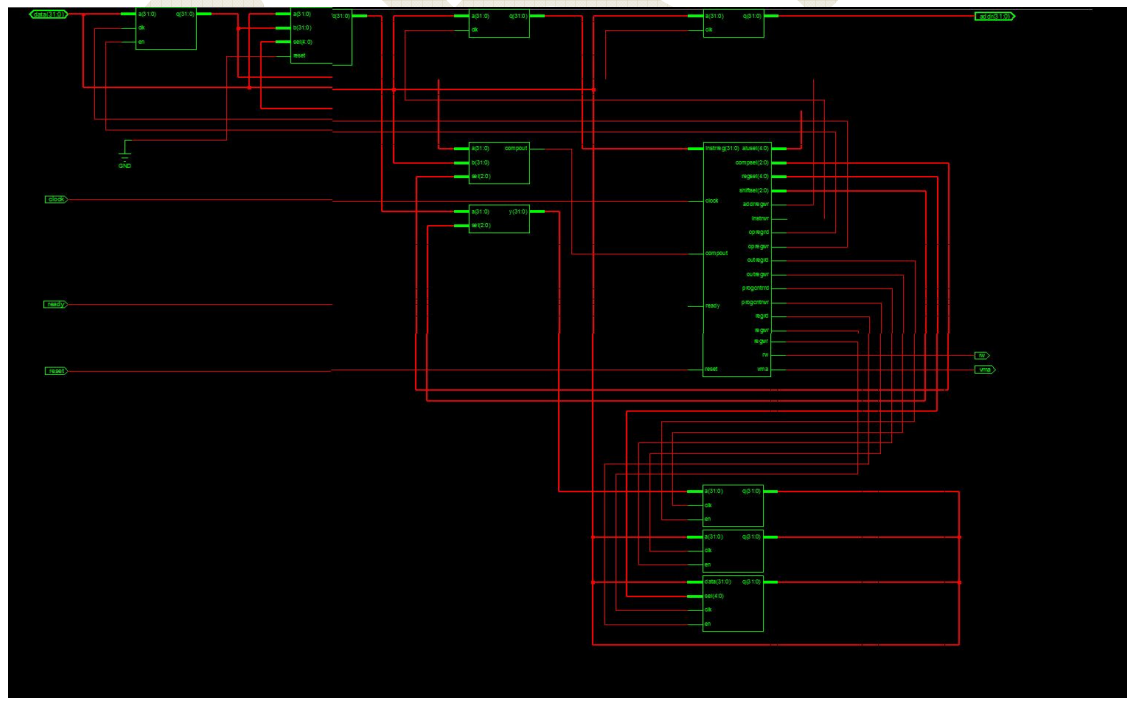 data(31:0)
a(31:0) q(31:0)
clk
en
a(31:0) q(31:0)
b(31:0)
sel(4:0)
reset
a(31:0) q(31:0)
clk
a(31:0) q(31:0)
clk
addr(31:0)
GND
clock
ready
reset
a(31:0) compout
b(31:0)
sel(2:0)
a(31:0) y(31:0)
sel(2:0)
instrreg(31:0) alusel(4:0)
compsel(2:0)
regsel(4:0)
shiftsel(2:0)
clock
addrregwr
instrwr
opregrd
opregwr
compout
outregrd
outregwr
progcntrrd
ready
progcntrwr
regrd
regwr
regwr
rw
reset
vma
rw
vma
a(31:0) q(31:0)
clk
en
a(31:0) q(31:0)
clk
en
data(31:0) q(31:0)
sel(4:0)
clk
en